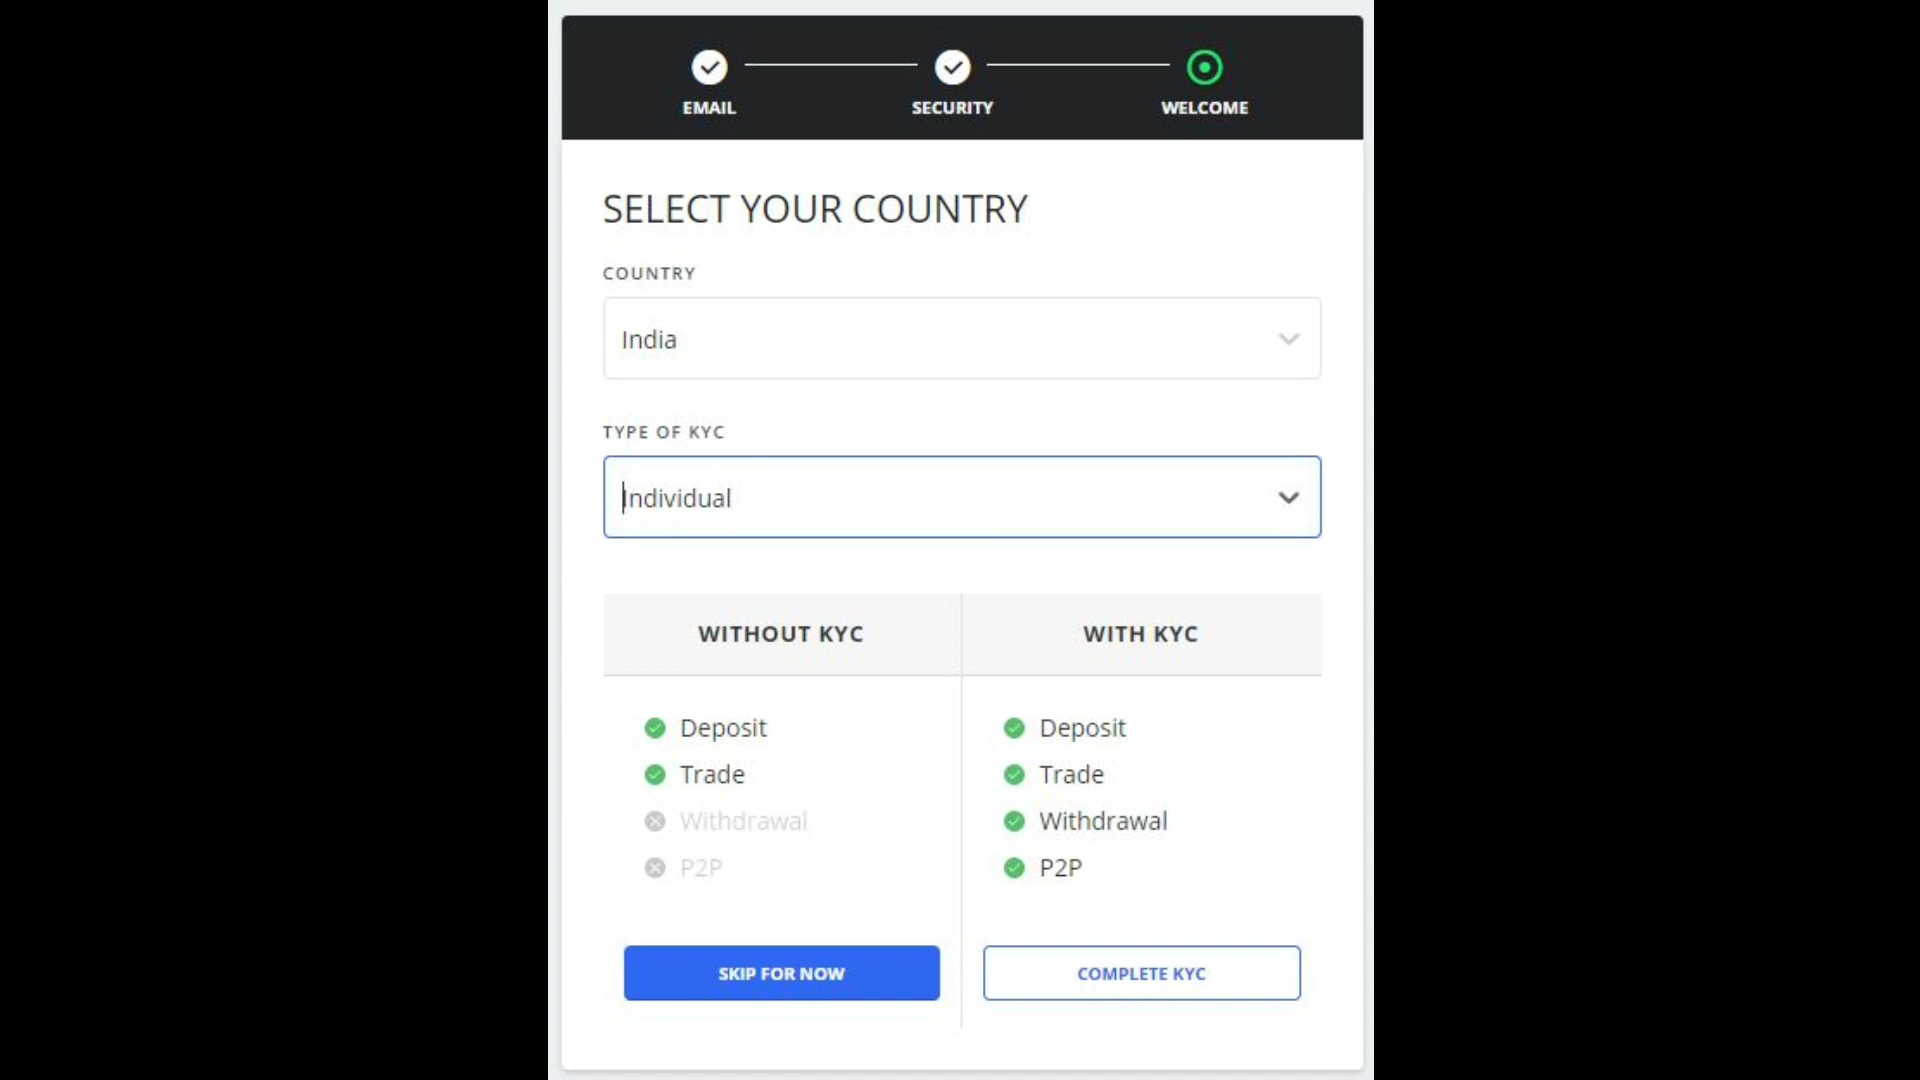 EMAIL SECURITY WELCOME
SELECT YOUR COUNTRY
COUNTRY
India
TYPE OF KYC
Individual
WITHOUT KYC WITH KYC
Deposit Deposit
Trade Trade
Withdrawal Withdrawal
P2P P2P
SKIP FOR NOW COMPLETE KYC